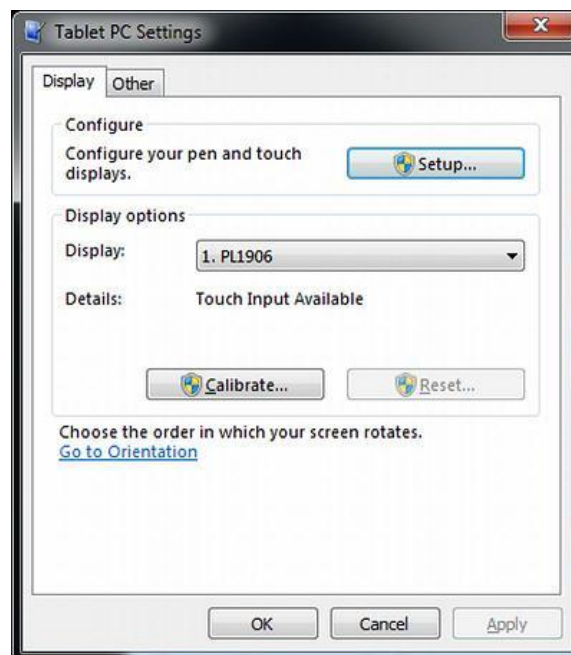 Tablet PC Settings
Display Other
Configure
Configure your pen and touch
displays.
Setup...
Display options
Display: 1. PL1906
Details: Touch Input Available
Calibrate... Reset...
Choose the order in which your screen rotates.
Go to Orientation
OK Cancel Apply